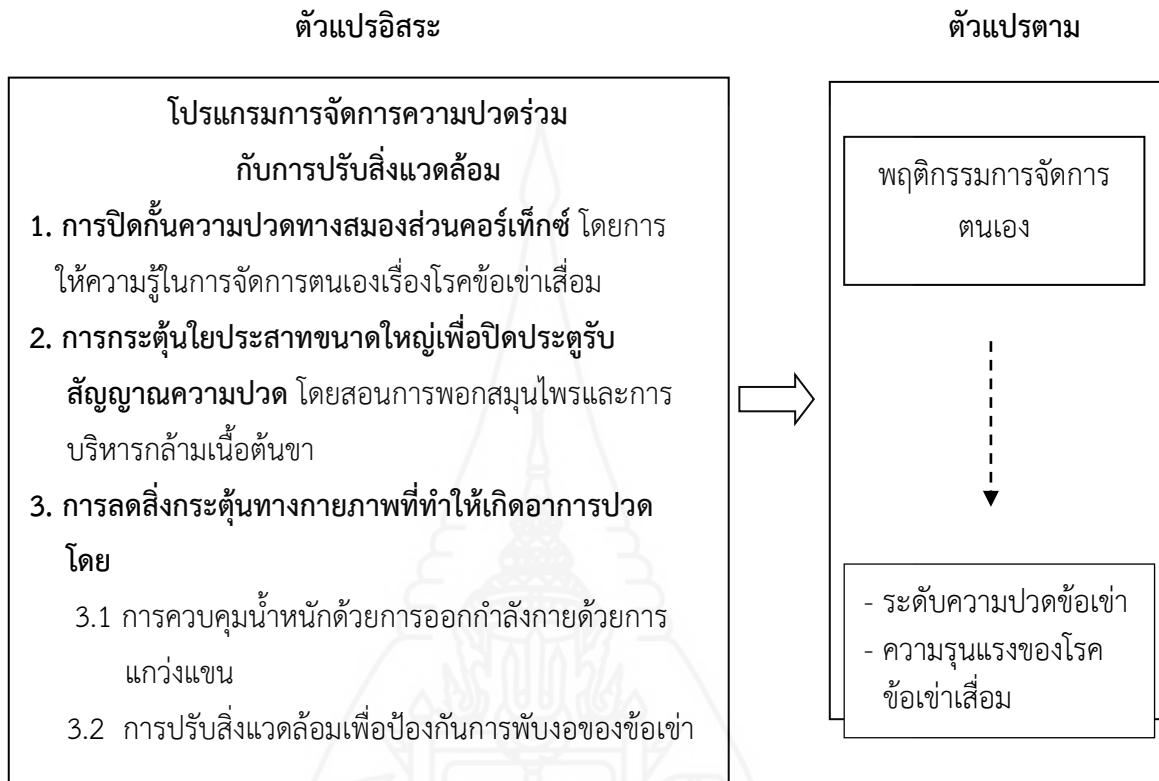 ตัวแปรอิสระ
ตัวแปรตาม
โปรแกรมการจัดการความปวดร่วม
กับการปรับสิ่งแวดล้อม
1. การปิดกั้นความปวดทางสมองส่วนคอร์เท็กซ์ โดยการ
ให้ความรู้ในการจัดการตนเองเรื่องโรคข้อเข่าเสื่อม
2. การกระตุ้นใยประสาทขนาดใหญ่เพื่อปิดประตูรับ
สัญญาณความปวด โดยสอนการพอกสมุนไพรและการ
บริหารกล้ามเนื้อต้นขา
3. การลดสิ่งกระตุ้นทางกายภาพที่ทำให้เกิดอาการปวด
โดย
3.1 การควบคุมน้ำหนักด้วยการออกกำลังกายด้วยการ
แกว่งแขน
3.2 การปรับสิ่งแวดล้อมเพื่อป้องกันการพับงอของข้อเข่า
พฤติกรรมการจัดการ
ตนเอง
- ระดับความปวดข้อเข่า
- ความรุนแรงของโรค
ข้อเข่าเสื่อม